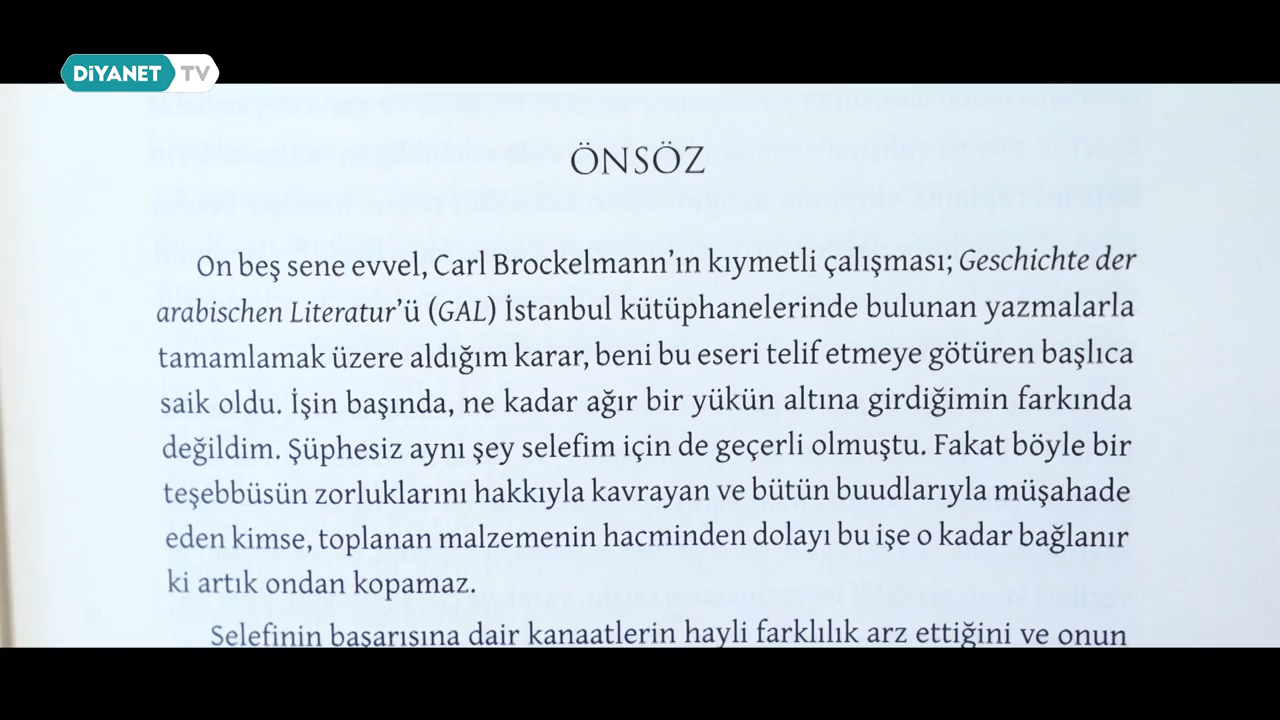 DİYANET TV
ÖNSÖZ
On beş sene evvel, Carl Brockelmann’ın kıymetli çalışması; Geschichte der
arabischen Literatur’ü (GAL) İstanbul kütüphanelerinde bulunan yazmalarla
tamamlamak üzere aldığım karar, beni bu eseri telif etmeye götüren başlıca
saik oldu. İşin başında, ne kadar ağır bir yükün altına girdiğimin farkında
değildim. Şüphesiz aynı şey selefim için de geçerli olmuştu. Fakat böyle bir
teşebbüsün zorluklarını hakkıyla kavrayan ve bütün buudlarıyla müşahade
eden kimse, toplanan malzemenin hacminden dolayı bu işe o kadar bağlanır
ki artık ondan kopamaz.
Selefinin başarısına dair kanaatlerin hayli farklılık arz ettiğini ve onun